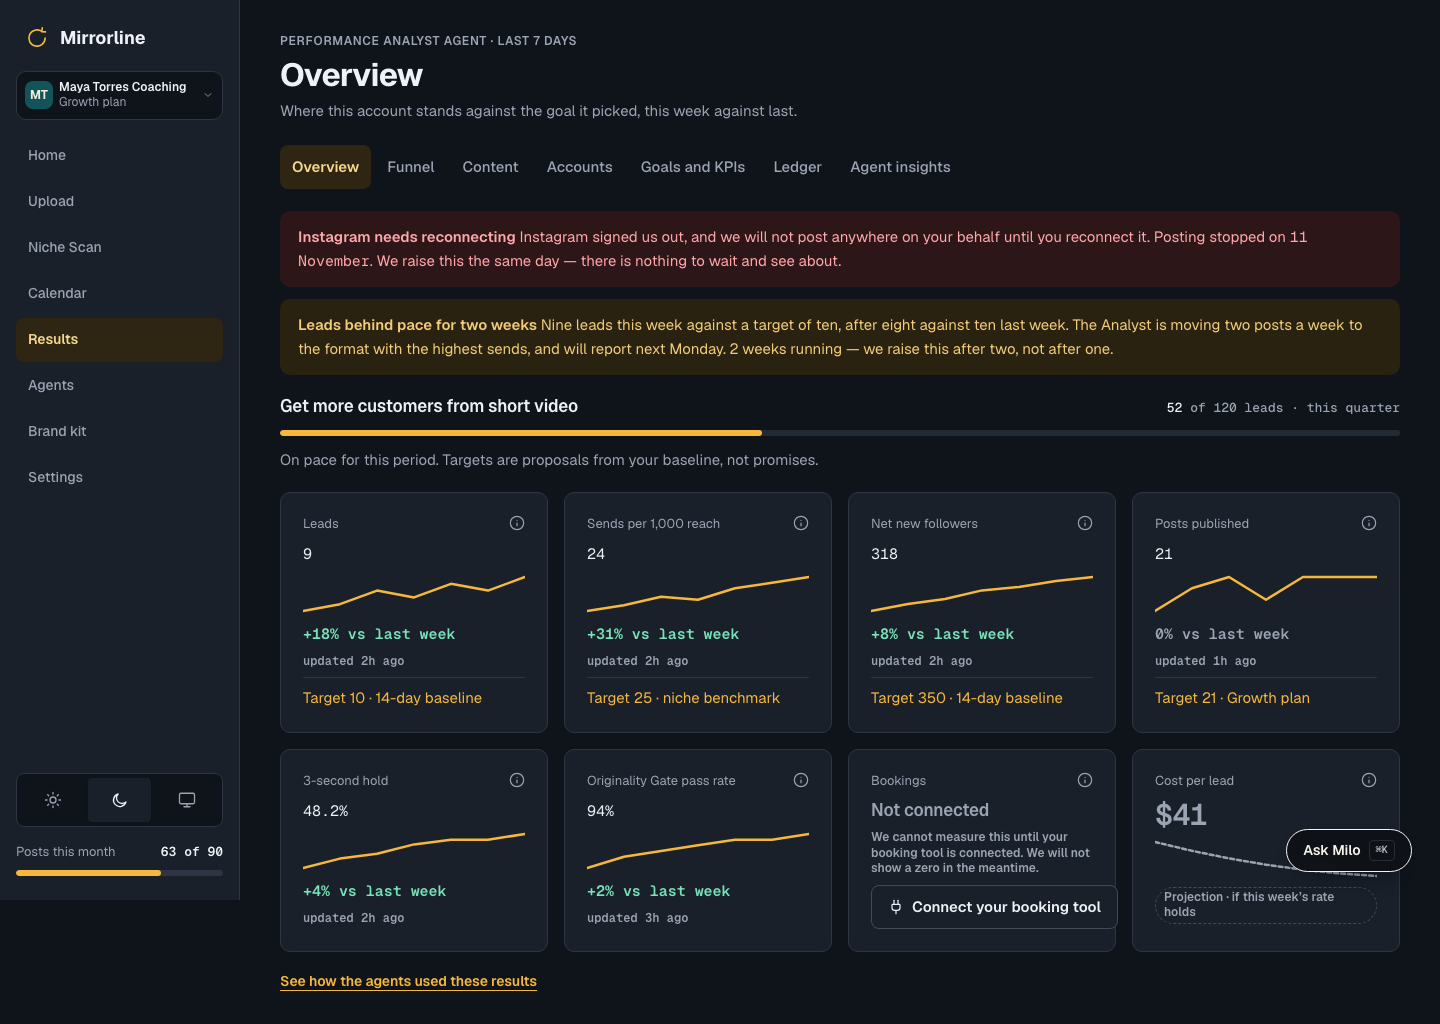 Mirrorline
MT
Maya Torres Coaching
Growth plan
Home
Upload
Niche Scan
Calendar
Results
Agents
Brand kit
Settings
Posts this month
63 of 90
PERFORMANCE ANALYST AGENT · LAST 7 DAYS
Overview
Where this account stands against the goal it picked, this week against last.
Overview
Funnel
Content
Accounts
Goals and KPIs
Ledger
Agent insights
Instagram needs reconnecting Instagram signed us out, and we will not post anywhere on your behalf until you reconnect it. Posting stopped on 11
November. We raise this the same day — there is nothing to wait and see about.
Leads behind pace for two weeks Nine leads this week against a target of ten, after eight against ten last week. The Analyst is moving two posts a week to
the format with the highest sends, and will report next Monday. 2 weeks running — we raise this after two, not after one.
Get more customers from short video
52 of 120 leads · this quarter
On pace for this period. Targets are proposals from your baseline, not promises.
Leads
9
+18% vs last week
updated 2h ago
Target 10 · 14-day baseline
Sends per 1,000 reach
24
+31% vs last week
updated 2h ago
Target 25 · niche benchmark
Net new followers
318
+8% vs last week
updated 2h ago
Target 350 · 14-day baseline
Posts published
21
0% vs last week
updated 1h ago
Target 21 · Growth plan
3-second hold
48.2%
+4% vs last week
updated 2h ago
Originality Gate pass rate
94%
+2% vs last week
updated 3h ago
Bookings
Not connected
We cannot measure this until your
booking tool is connected. We will not
show a zero in the meantime.
Connect your booking tool
Cost per lead
$41
Projection · if this week's rate
holds
Ask Milo ⌘K
See how the agents used these results